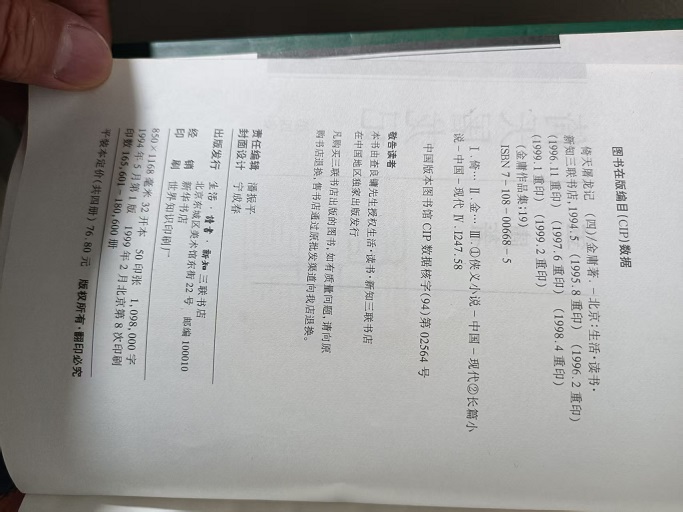 图书在版编目(CIP)数据
倚天屠龙记 (四)/金庸著.－北京:生活·读书·
新知三联书店,1994.5 (1995.8重印) (1996.2重印)
(1996.11重印) (1997.6重印) (1998.4重印)
(1999.1重印) (1999.2重印)
(金庸作品集;19)
ISBN 7－108－00668－5
Ⅰ.倚… Ⅱ.金… Ⅲ.①侠义小说－中国－现代②长篇小
说－中国－现代 Ⅳ.I247.58
中国版本图书馆CIP数据核字(94)第02564号
敬告读者
本书由查良镛先生授权生活·读书·新知三联书店
在中国地区独家出版发行
凡购买三联书店出版的图书,如有质量问题,请向原
购书店退换,售书店通过原批发渠道向我店退换。
责任编辑 潘振平
封面设计 宁成春
出版发行 生活·读书·新知三联书店
北京东城区美术馆东街22号 邮编100010
经销 新华书店
印刷 世界知识印刷厂
850×1168毫米 32开本 50印张 1,098,000字
1994年5月第1版 1999年2月北京第8次印刷
印数165,601－180,600册
平装本定价(共四册)76.80元 版权所有·翻印必究